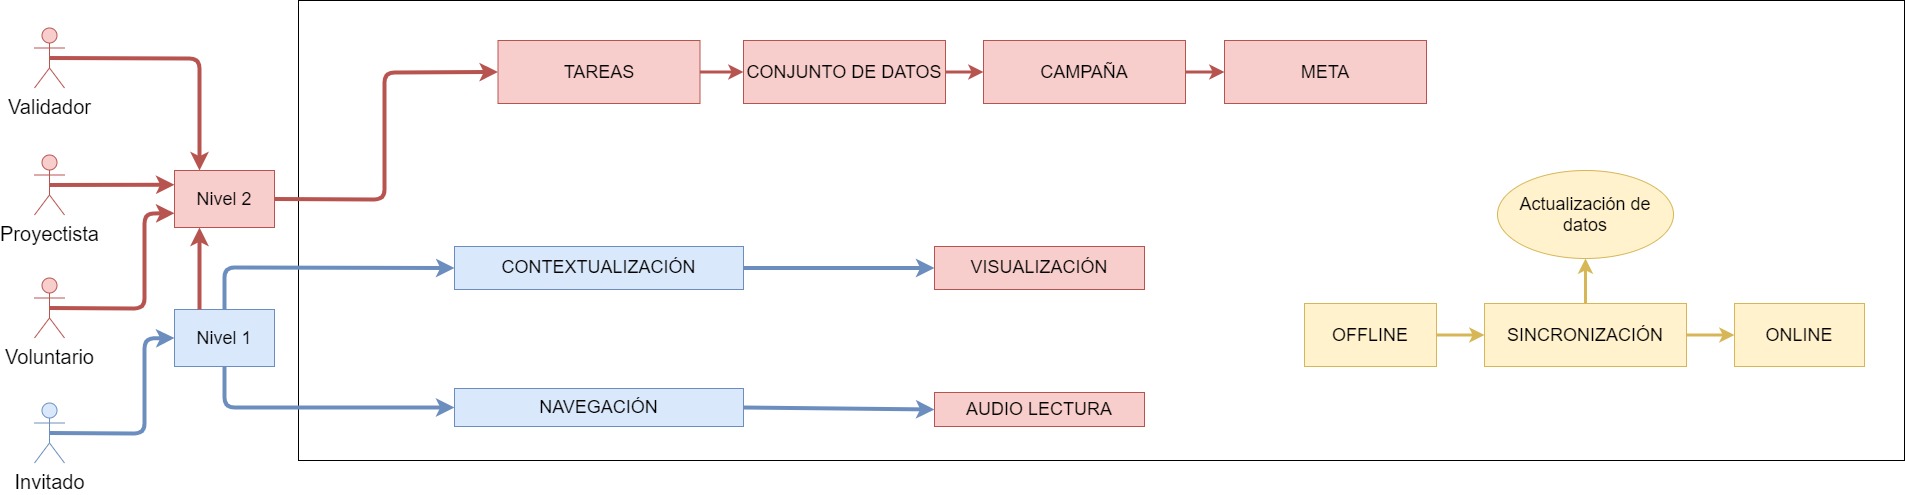 Validador
Proyectista
Voluntario
Invitado
Nivel 2
Nivel 1
TAREAS
CONJUNTO DE DATOS
CAMPAÑA
META
CONTEXTUALIZACIÓN
VISUALIZACIÓN
NAVEGACIÓN
AUDIO LECTURA
Actualización de
datos
OFFLINE
SINCRONIZACIÓN
ONLINE